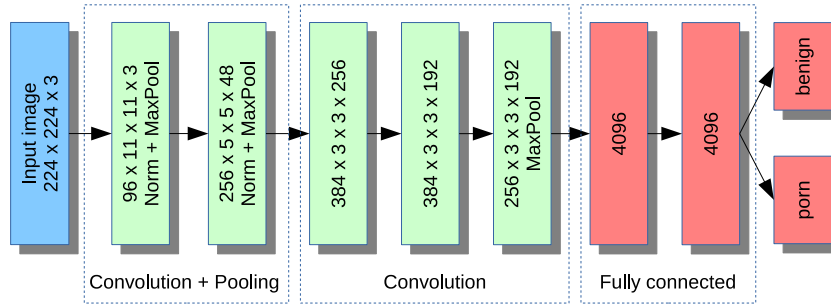 Input image
224 x 224 x 3
96 x 11 x 11 x 3
Norm + MaxPool
256 x 5 x 5 x 48
Norm + MaxPool
384 x 3 x 3 x 256
384 x 3 x 3 x 192
256 x 3 x 3 x 192
MaxPool
4096
4096
benign
porn
Convolution + Pooling
Convolution
Fully connected